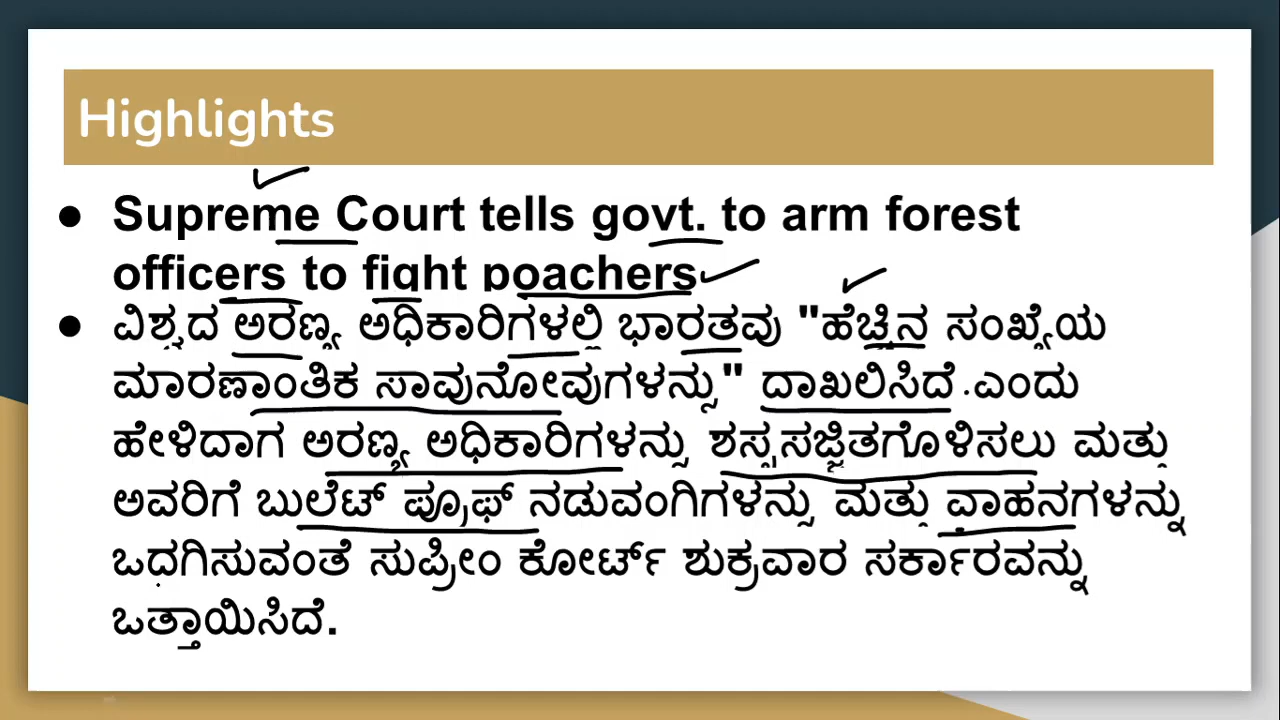 Highlights
● Supreme Court tells govt. to arm forest
officers to fight poachers
● ವಿಶ್ವದ ಅರಣ್ಯ ಅಧಿಕಾರಿಗಳಲ್ಲಿ ಭಾರತವು "ಹೆಚ್ಚಿನ ಸಂಖ್ಯೆಯ
ಮಾರಣಾಂತಿಕ ಸಾವುನೋವುಗಳನ್ನು" ದಾಖಲಿಸಿದೆ ಎಂದು
ಹೇಳಿದಾಗ ಅರಣ್ಯ ಅಧಿಕಾರಿಗಳನ್ನು ಶಸ್ತ್ರಸಜ್ಜಿತಗೊಳಿಸಲು ಮತ್ತು
ಅವರಿಗೆ ಬುಲೆಟ್ ಪ್ರೂಫ್ ನಡುವಂಗಿಗಳನ್ನು ಮತ್ತು ವಾಹನಗಳನ್ನು
ಒದಗಿಸುವಂತೆ ಸುಪ್ರೀಂ ಕೋರ್ಟ್ ಶುಕ್ರವಾರ ಸರ್ಕಾರವನ್ನು
ಒತ್ತಾಯಿಸಿದೆ.